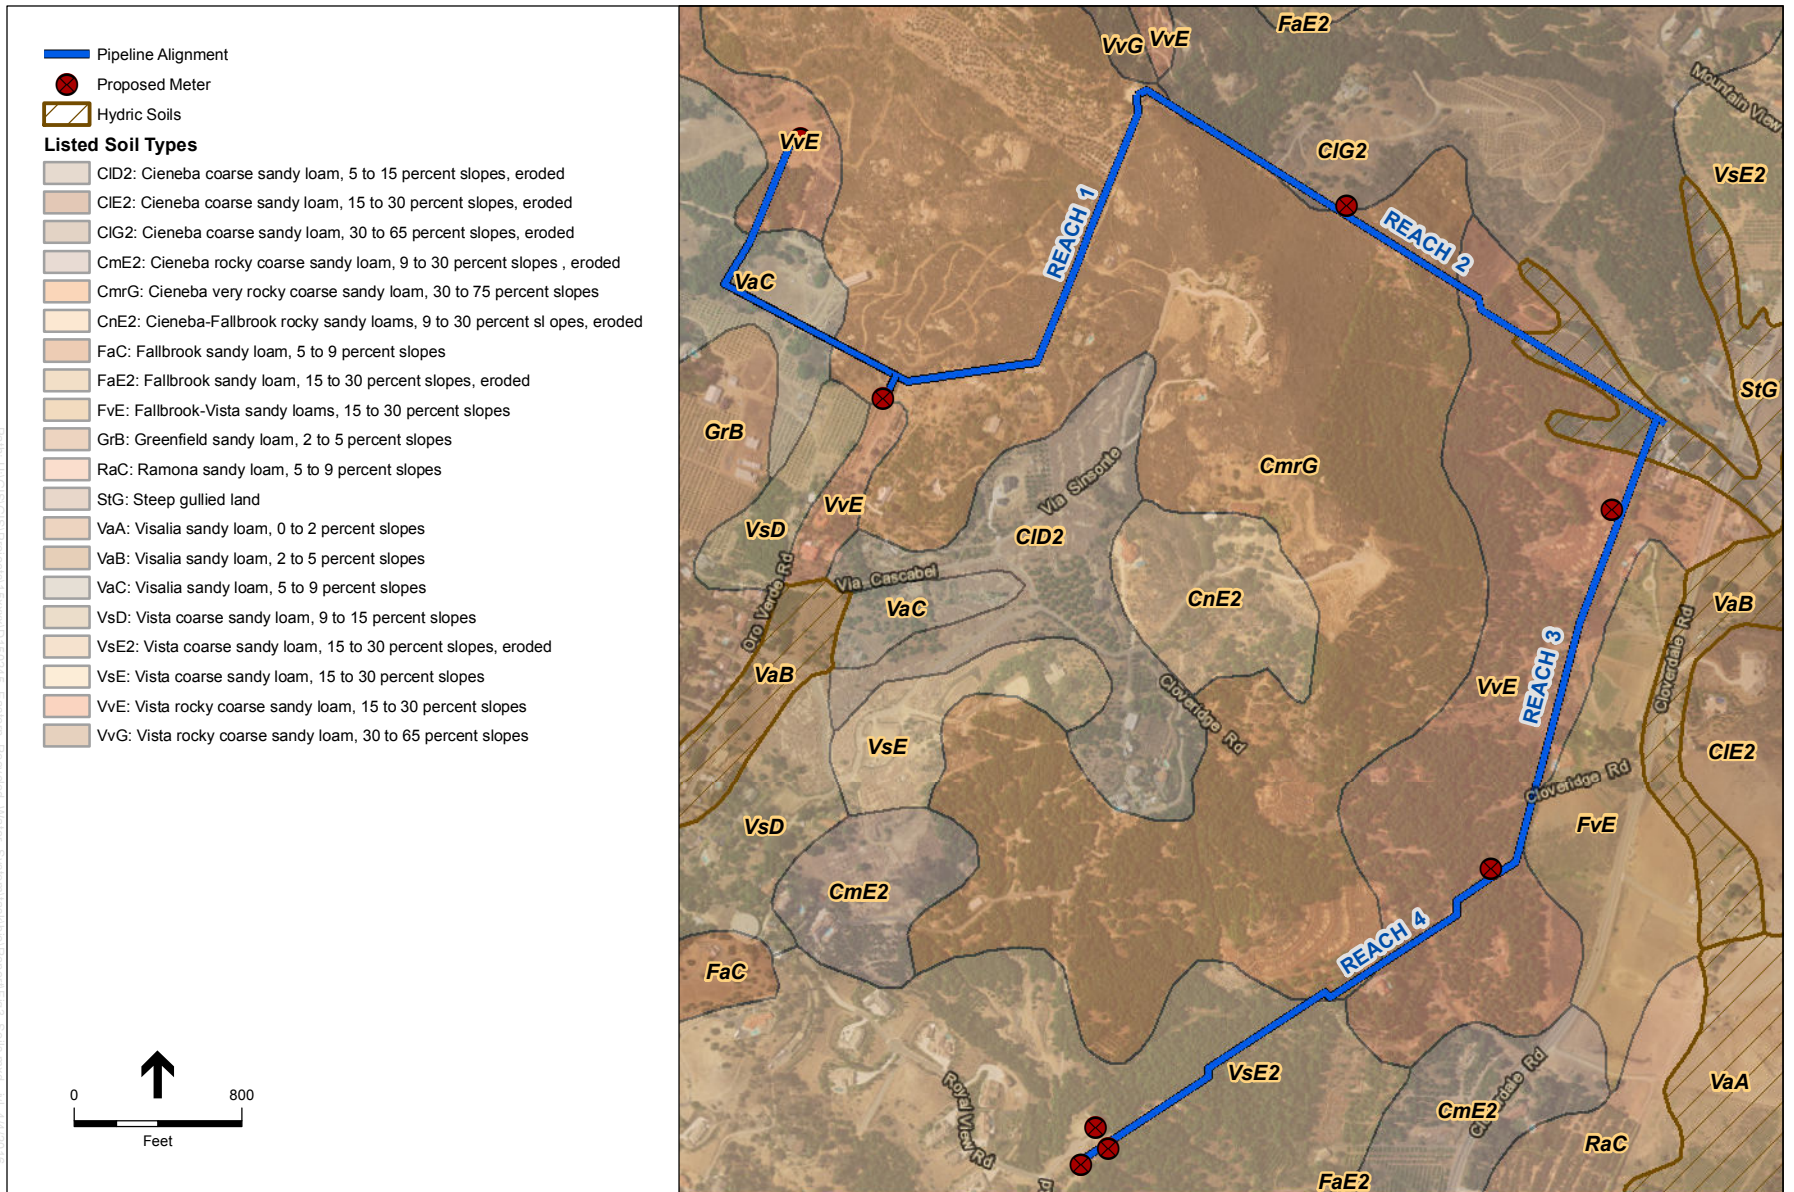 Pipeline Alignment
Proposed Meter
Hydric Soils
Listed Soil Types
ClD2: Cieneba coarse sandy loam, 5 to 15 percent slopes, eroded
ClE2: Cieneba coarse sandy loam, 15 to 30 percent slopes, eroded
ClG2: Cieneba coarse sandy loam, 30 to 65 percent slopes, eroded
CmE2: Cieneba rocky coarse sandy loam, 9 to 30 percent slopes , eroded
CmrG: Cieneba very rocky coarse sandy loam, 30 to 75 percent slopes
CnE2: Cieneba-Fallbrook rocky sandy loams, 9 to 30 percent sl opes, eroded
FaC: Fallbrook sandy loam, 5 to 9 percent slopes
FaE2: Fallbrook sandy loam, 15 to 30 percent slopes, eroded
FvE: Fallbrook-Vista sandy loams, 15 to 30 percent slopes
GrB: Greenfield sandy loam, 2 to 5 percent slopes
RaC: Ramona sandy loam, 5 to 9 percent slopes
StG: Steep gullied land
VaA: Visalia sandy loam, 0 to 2 percent slopes
VaB: Visalia sandy loam, 2 to 5 percent slopes
VaC: Visalia sandy loam, 5 to 9 percent slopes
VsD: Vista coarse sandy loam, 9 to 15 percent slopes
VsE2: Vista coarse sandy loam, 15 to 30 percent slopes, eroded
VsE: Vista coarse sandy loam, 15 to 30 percent slopes
VvE: Vista rocky coarse sandy loam, 15 to 30 percent slopes
VvG: Vista rocky coarse sandy loam, 30 to 65 percent slopes
0 800
Feet
FaE2
VvG
VvE
Mountain View
VvE
ClG2
VsE2
REACH 1
REACH 2
VaC
StG
GrB
CmrG
Via Sinsonte
VvE
VsD
ClD2
Via Cascabel
VaC
CnE2
VaB
Oro Verde Rd
Cloverdale Rd
REACH 3
VaB
VvE
Cloveridge Rd
VsE
ClE2
Cloveridge Rd
VsD
FvE
CmE2
REACH 4
FaC
VsE2
Royal View Rd
VaA
Cloverdale Rd
CmE2
RaC
FaE2